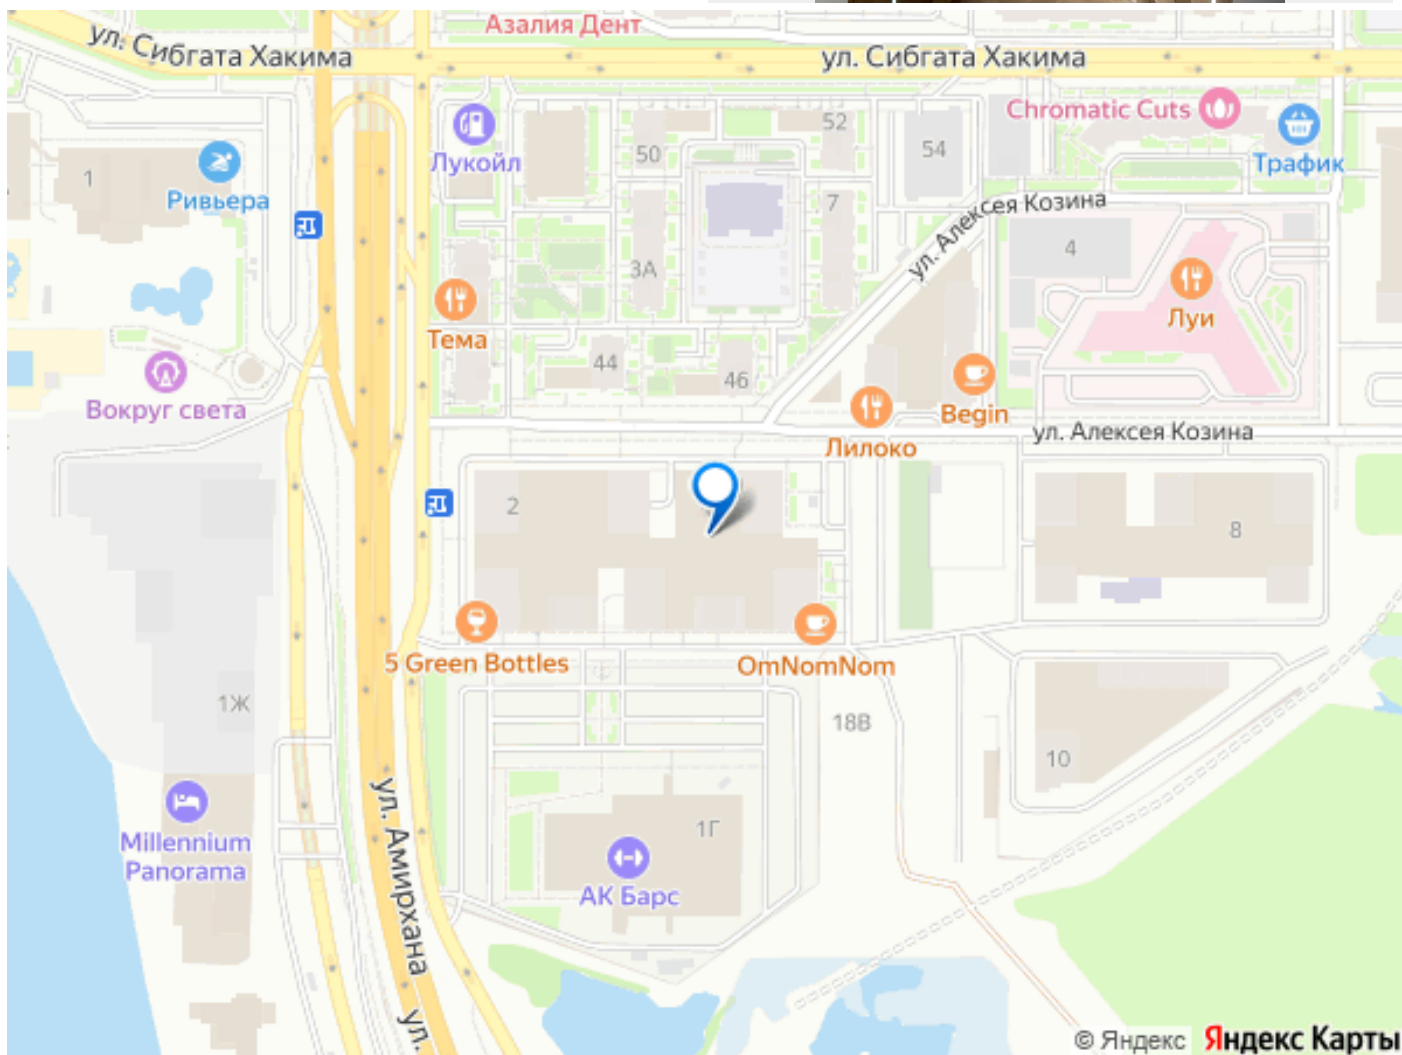 Азалия Дент
ул. Сибгата Хакима
ул. Сибгата Хакима
Chromatic Cuts
Трафик
Лукойл
50
52
54
1
Ривьера
7
ул. Алексея Козина
4
3А
Тема
Луи
44
46
Вокруг света
Begin
Лилоко
ул. Алексея Козина
2
8
5 Green Bottles
OmNomNom
1Ж
18В
10
ул. Амирхана
Millennium
Panorama
1Г
АК Барс
ул.
© Яндекс Яндекс Карты